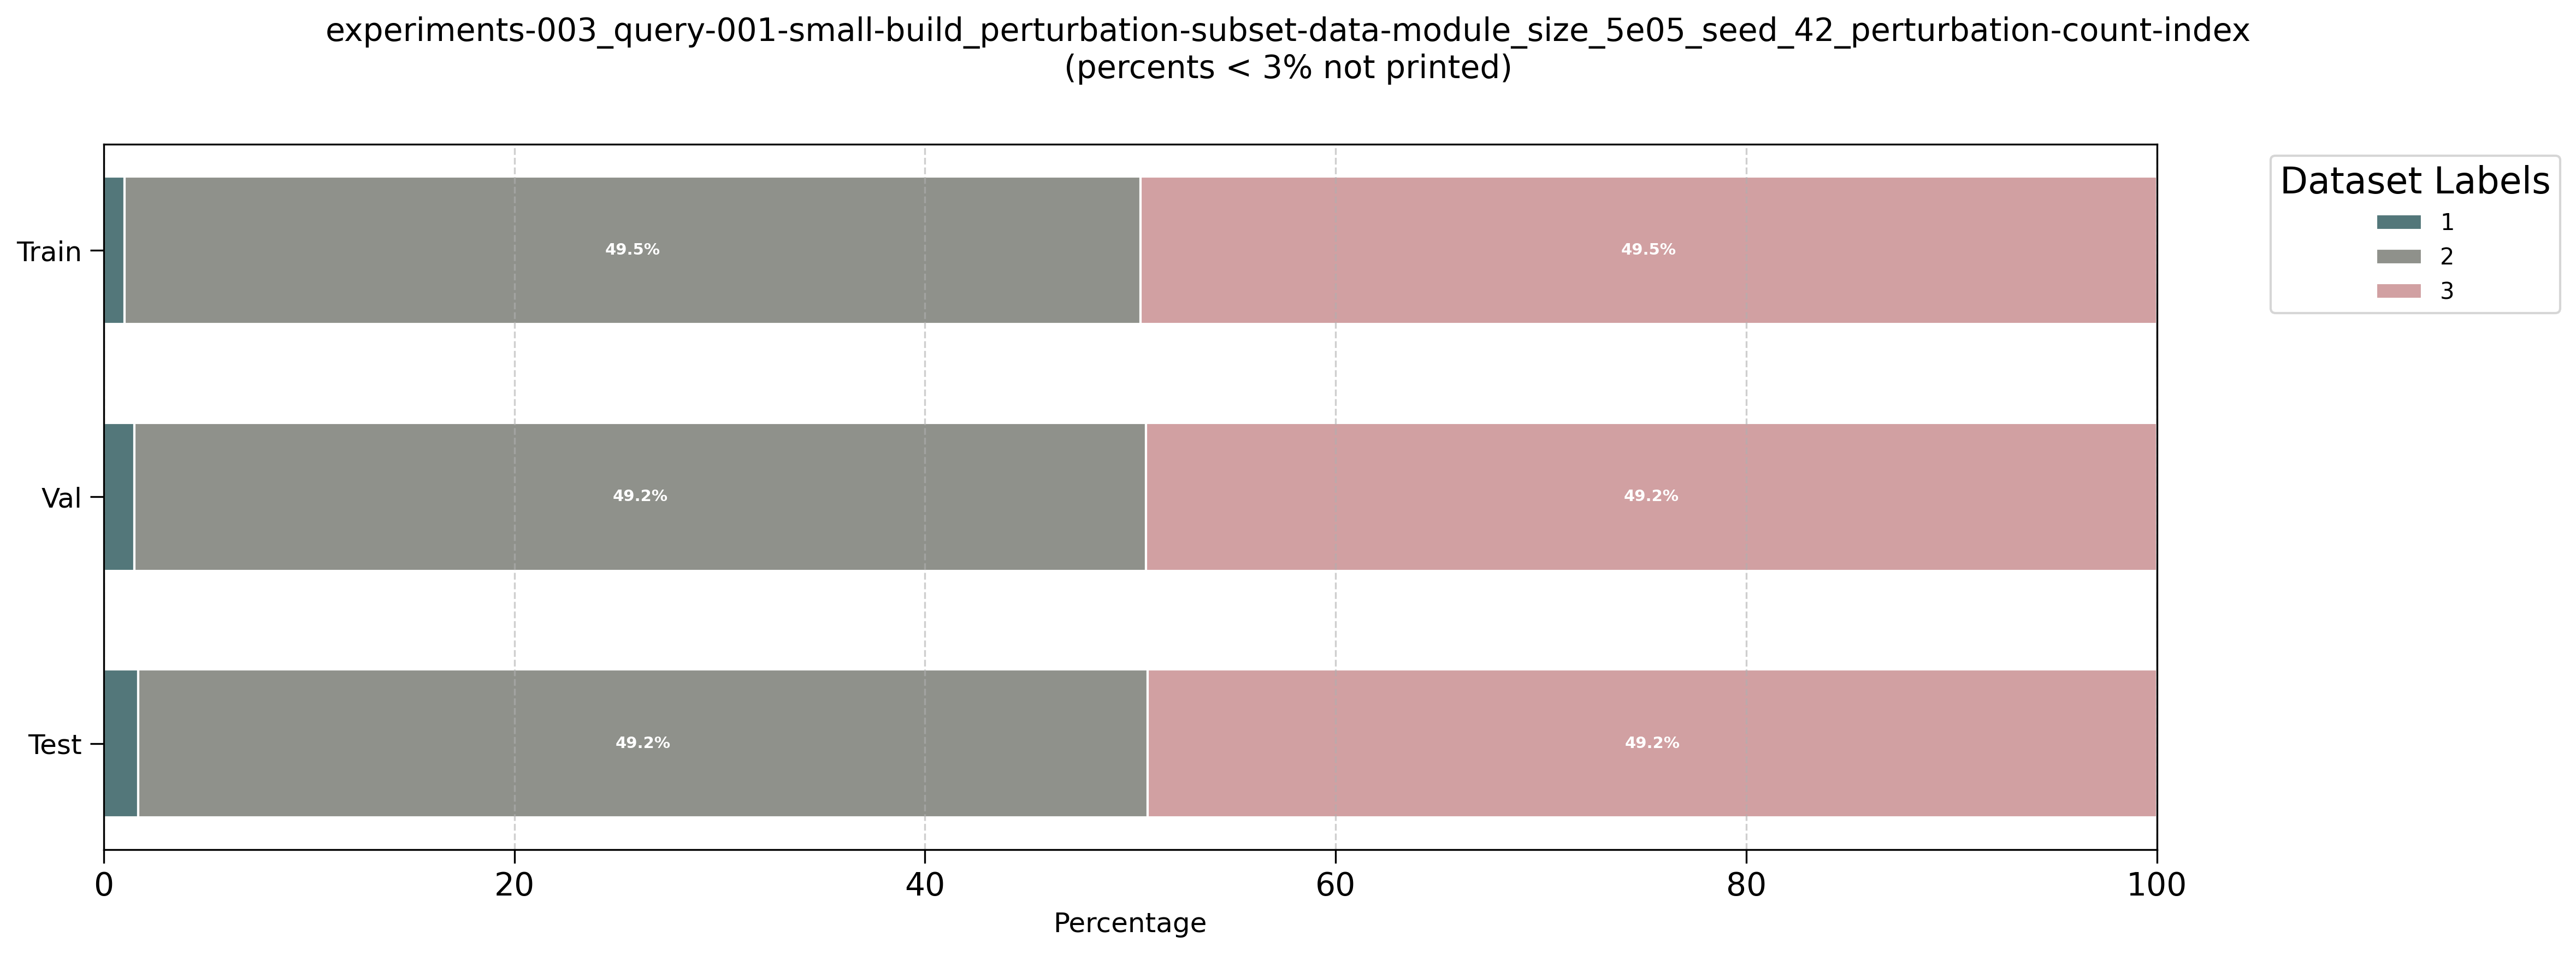 experiments-003_query-001-small-build_perturbation-subset-data-module_size_5e05_seed_42_perturbation-count-index
(percents < 3% not printed)
Dataset Labels
1
2
3
Train
49.5%
49.5%
Val
49.2%
49.2%
Test
49.2%
49.2%
0
20
40
60
80
100
Percentage